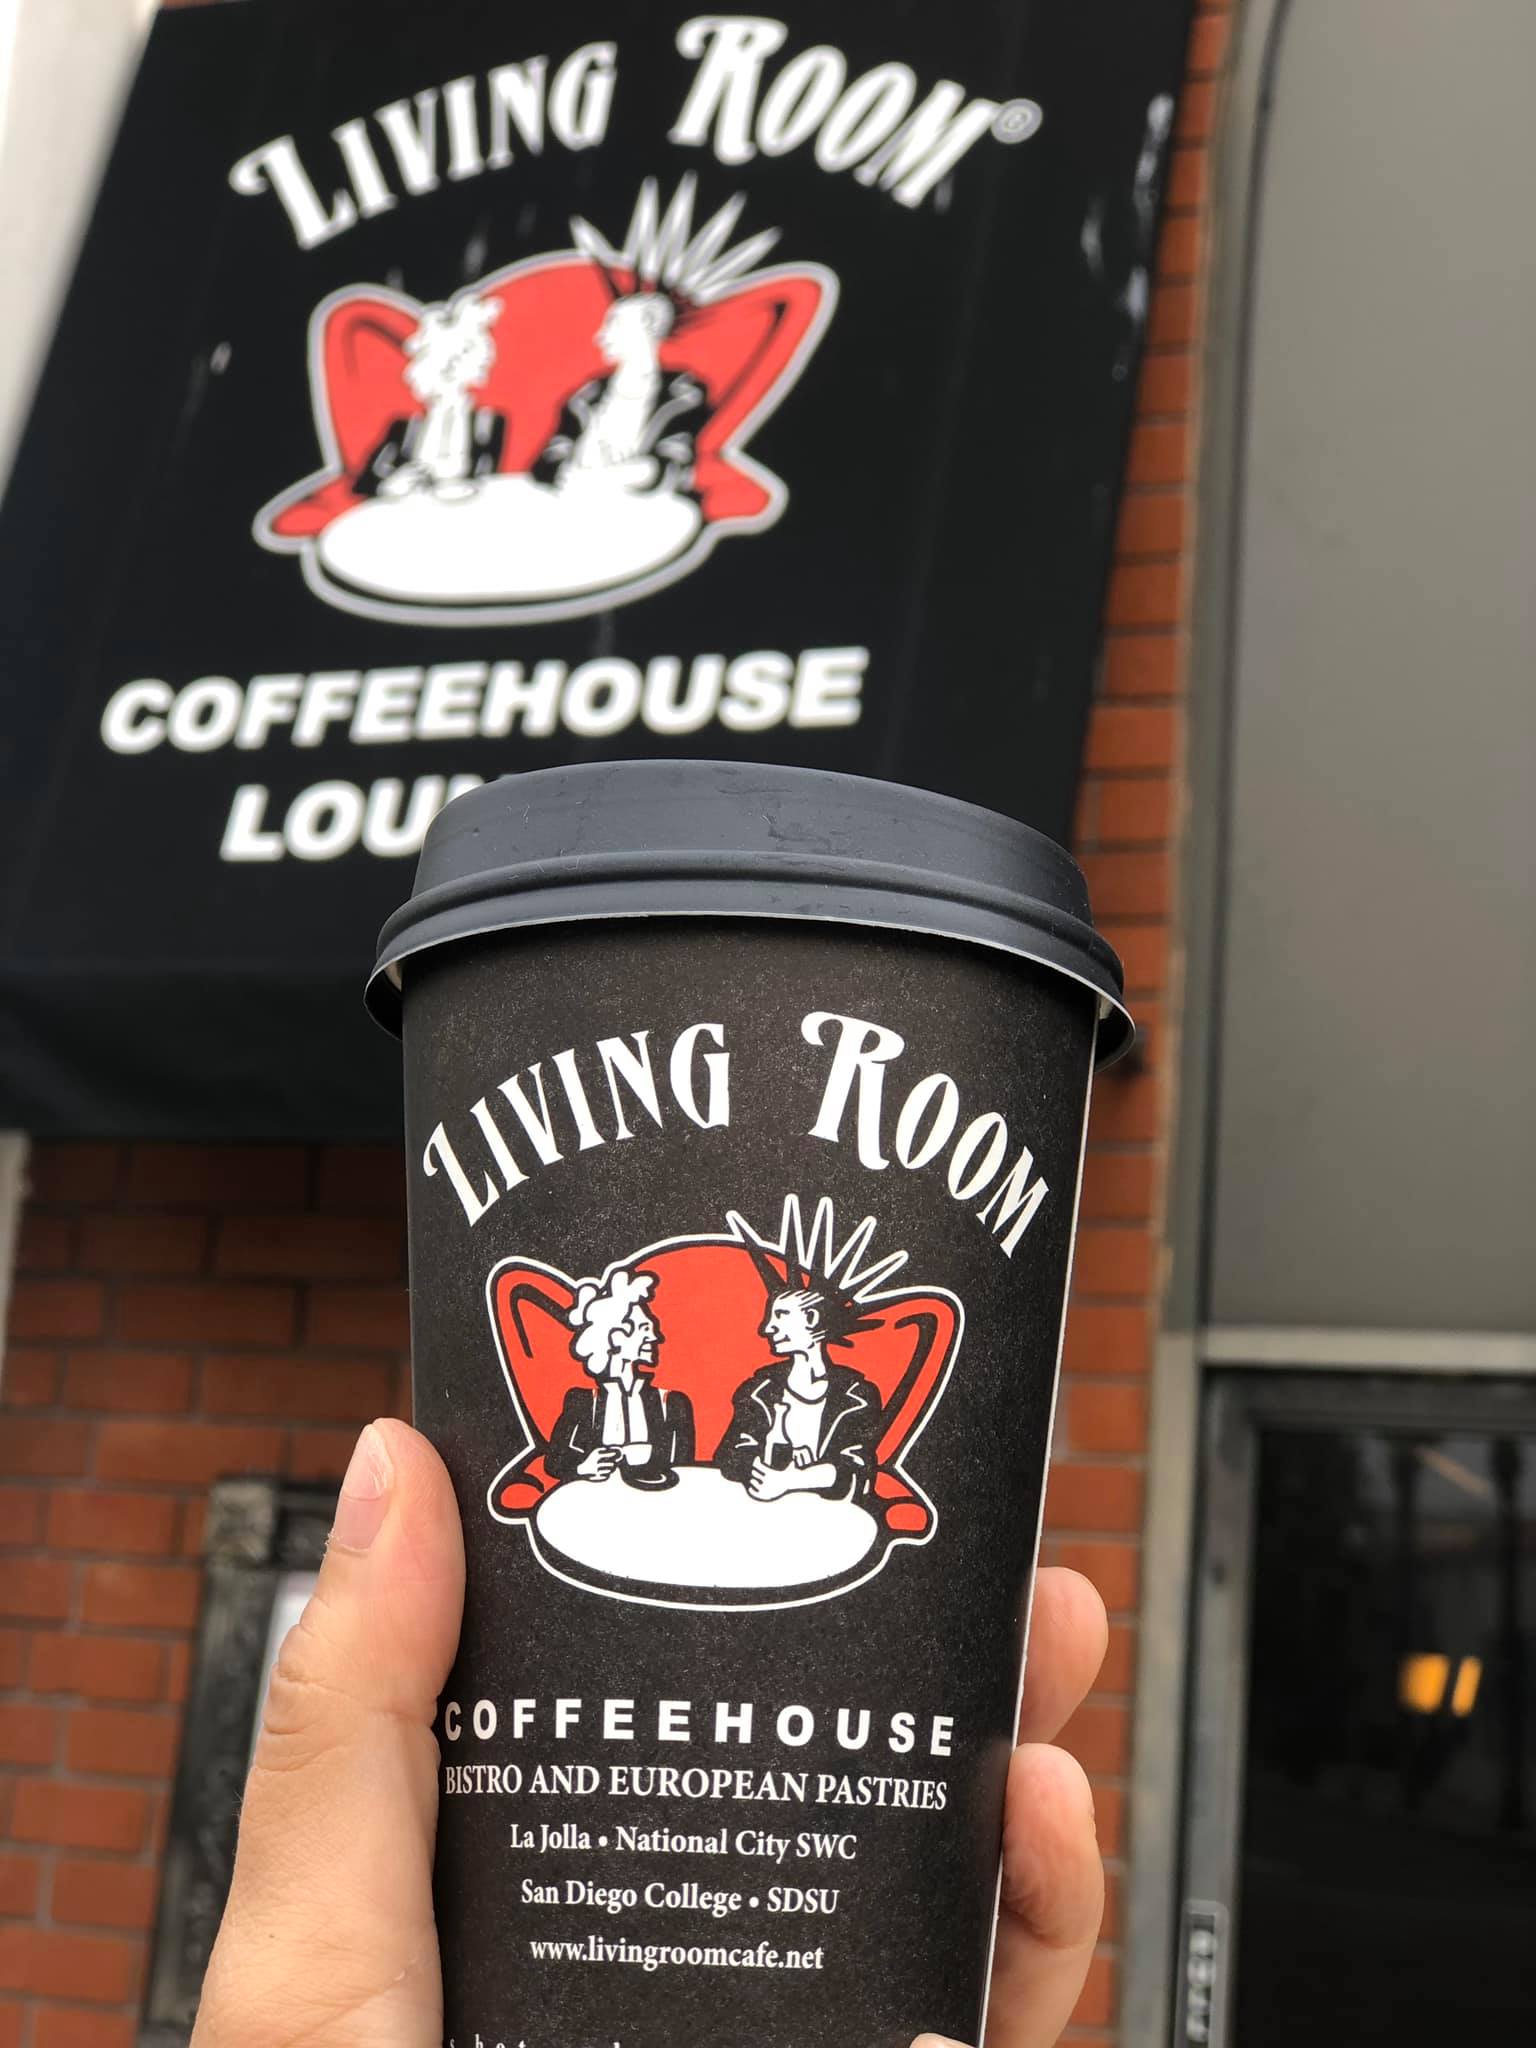 LIVING ROOM®
COFFEEHOUSE
LIVING ROOM
COFFEEHOUSE
BISTRO AND EUROPEAN PASTRIES
La Jolla • National City SWC
San Diego College • SDSU
www.livingroomcafe.net